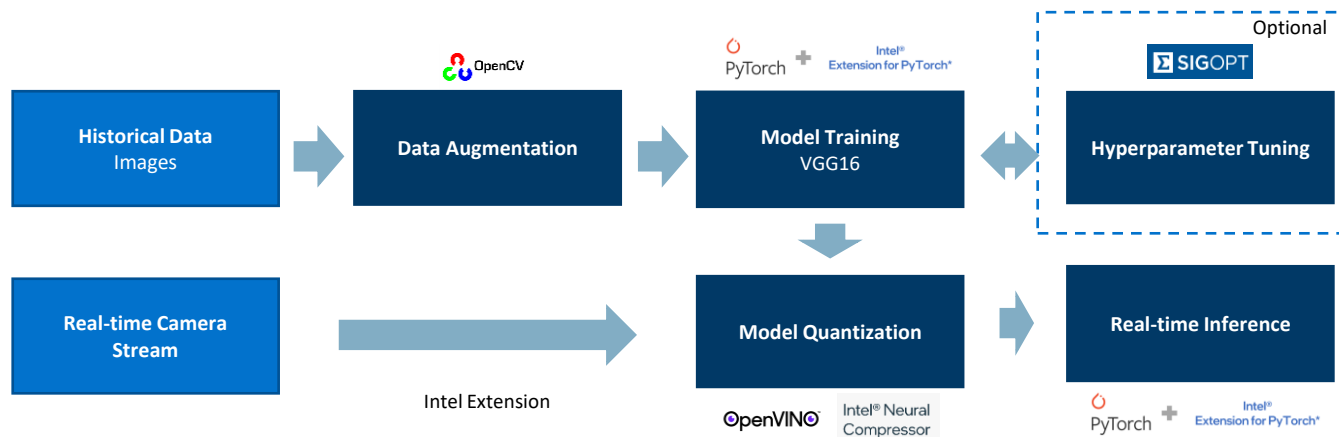 Optional
OpenCV
PyTorch
Intel®
Extension for PyTorch*
Σ SIGOPT
Historical Data
Images
Data Augmentation
Model Training
VGG16
Hyperparameter Tuning
Real-time Camera
Stream
Intel Extension
Model Quantization
Real-time Inference
OpenVINO™
Intel® Neural
Compressor
PyTorch
Intel®
Extension for PyTorch*